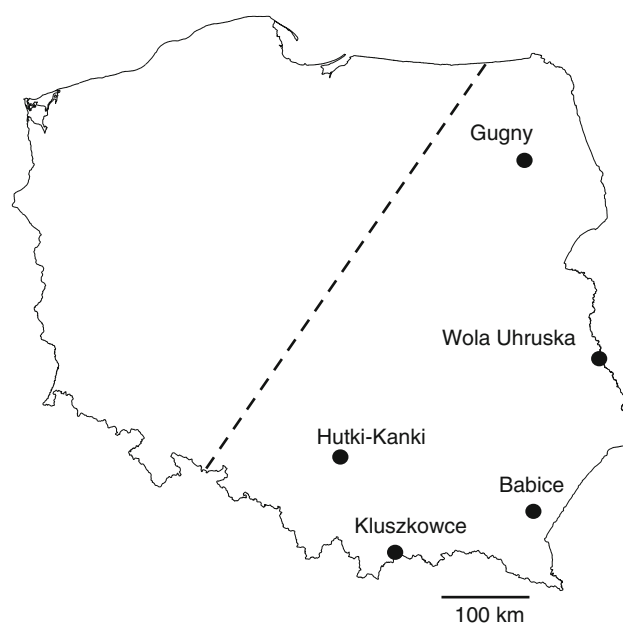 Gugny
Wola Uhruska
Hutki-Kanki
Babice
Kluszkowce
100 km